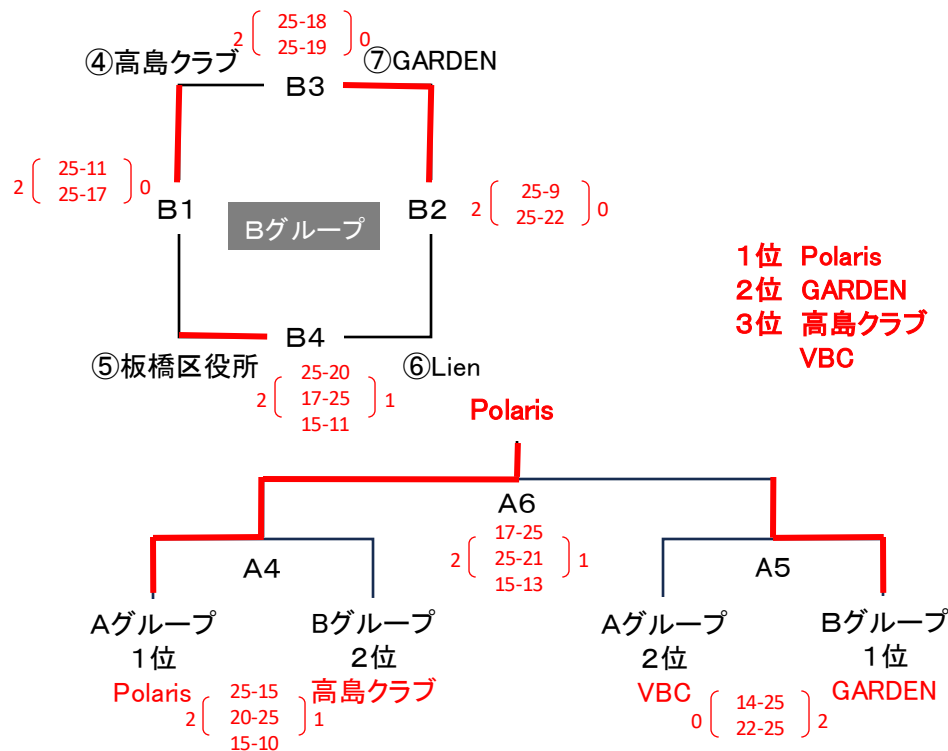 25-18
2 ( 25-19 ) 0
④高島クラブ ⑦GARDEN
B3
25-11
2 ( 25-17 ) 0
B1
Bグループ
B2
25-9
2 ( 25-22 ) 0
1位 Polaris
2位 GARDEN
3位 高島クラブ
VBC
B4
⑤板橋区役所 ⑥Lien
25-20
2 ( 17-25 ) 1
15-11
Polaris
A6
17-25
2 ( 25-21 ) 1
15-13
A4 A5
Aグループ Bグループ Aグループ Bグループ
1位 2位 2位 1位
Polaris 高島クラブ VBC GARDEN
25-15
2 ( 20-25 ) 1
15-10
14-25
0 ( 22-25 ) 2